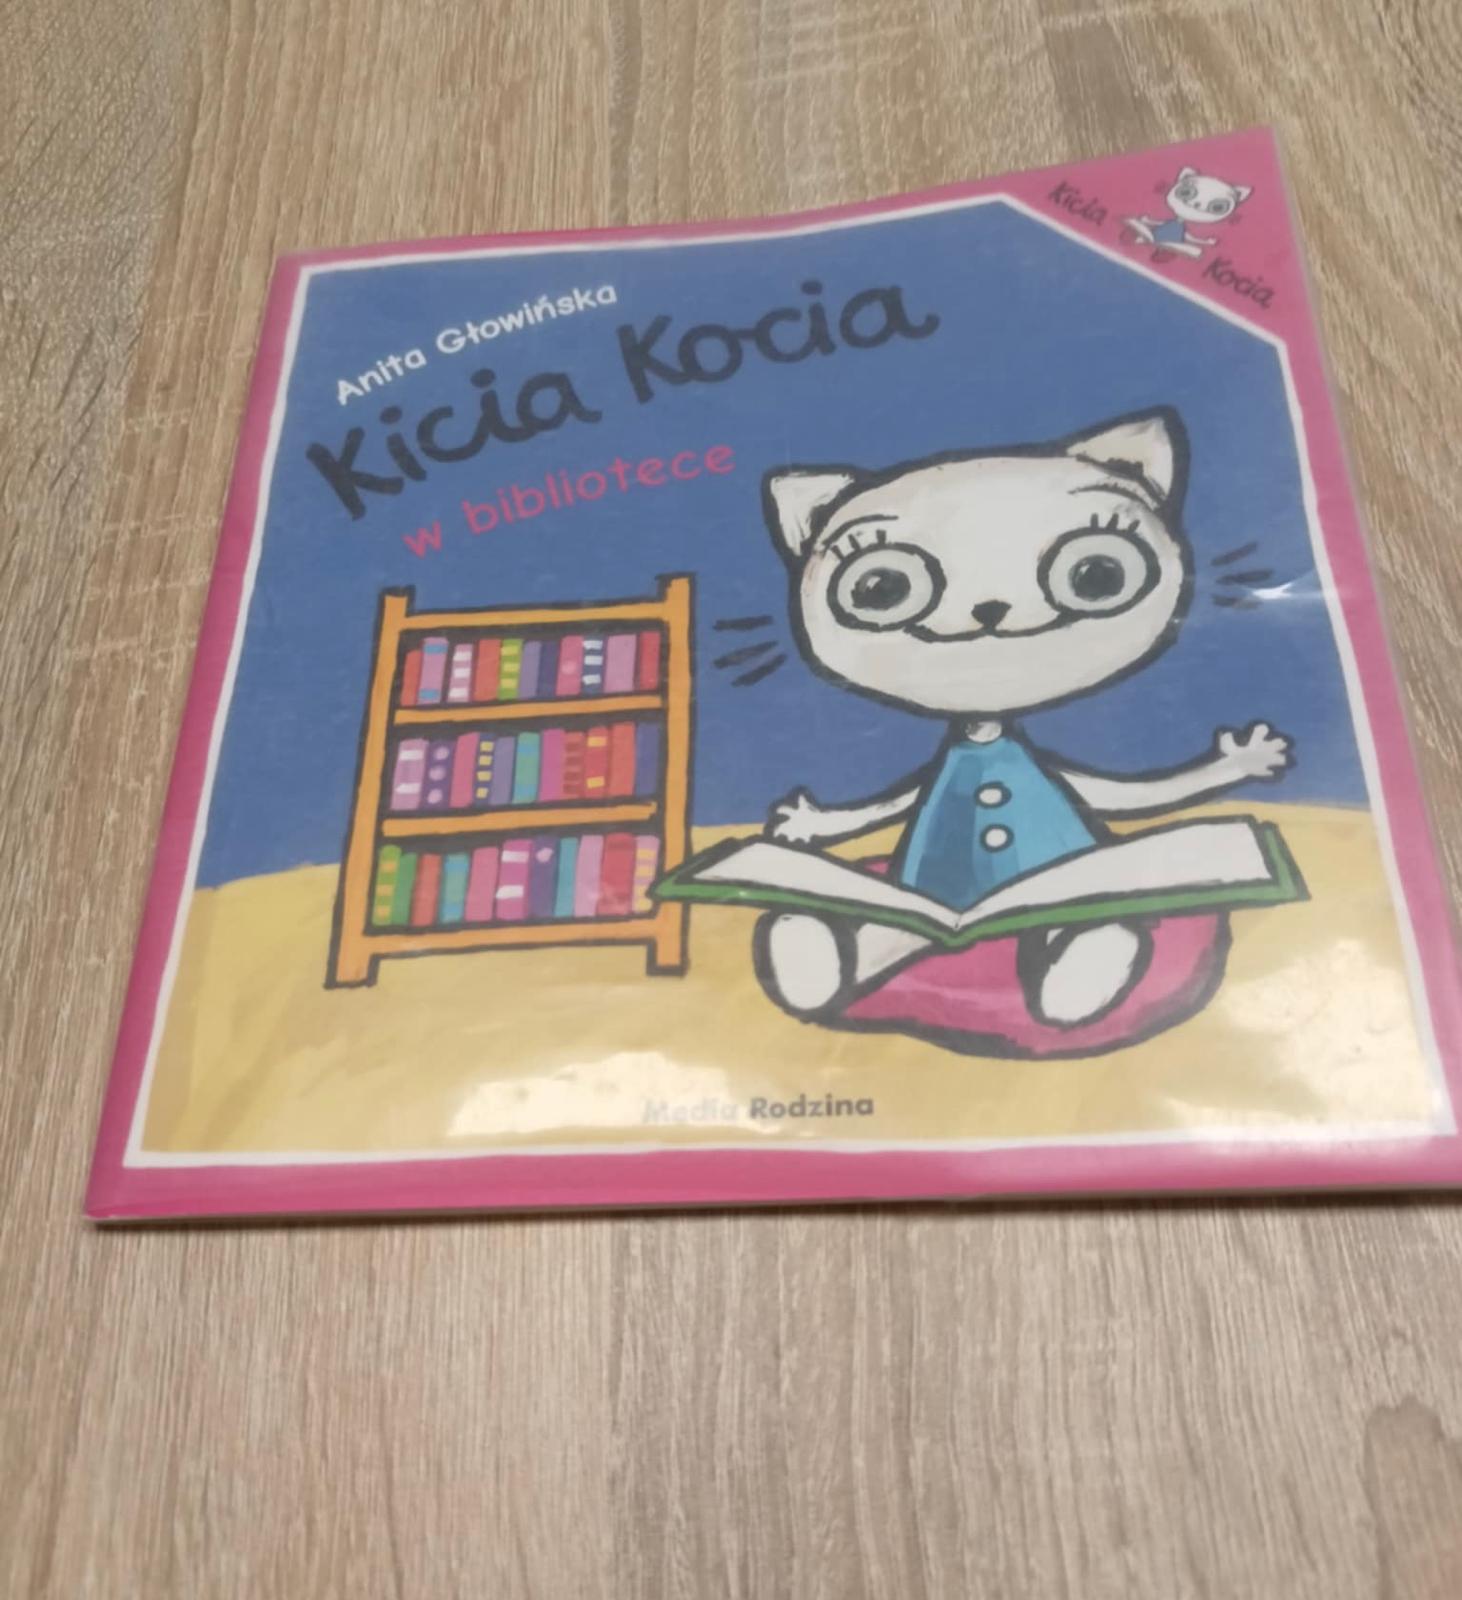 Anita Głowińska
Kicia Kocia
w bibliotece
Kicia
Kocia
Media Rodzina